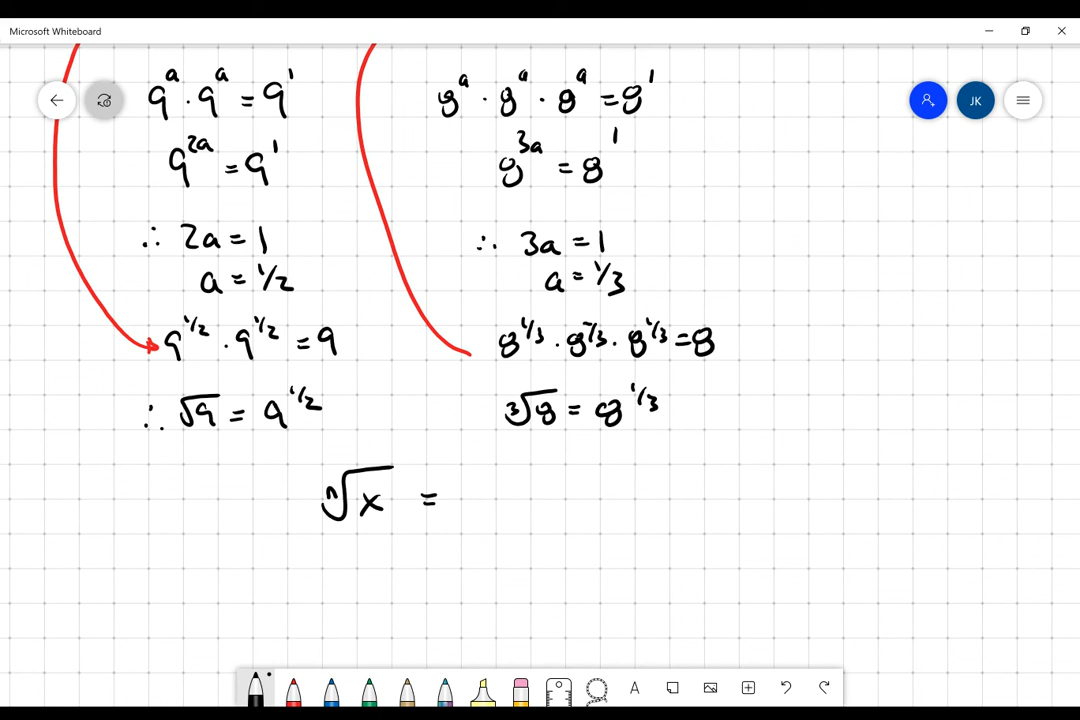 Microsoft Whiteboard
JK
9^a · 9^a = 9^1
9^{2a} = 9^1
∴ 2a = 1
a = 1/2
9^{1/2} · 9^{1/2} = 9
∴ √9 = 9^{1/2}
8^a · 8^a · 8^a = 8^1
8^{3a} = 8^1
∴ 3a = 1
a = 1/3
8^{1/3} · 8^{1/3} · 8^{1/3} = 8
∛8 = 8^{1/3}
ⁿ√x =
A